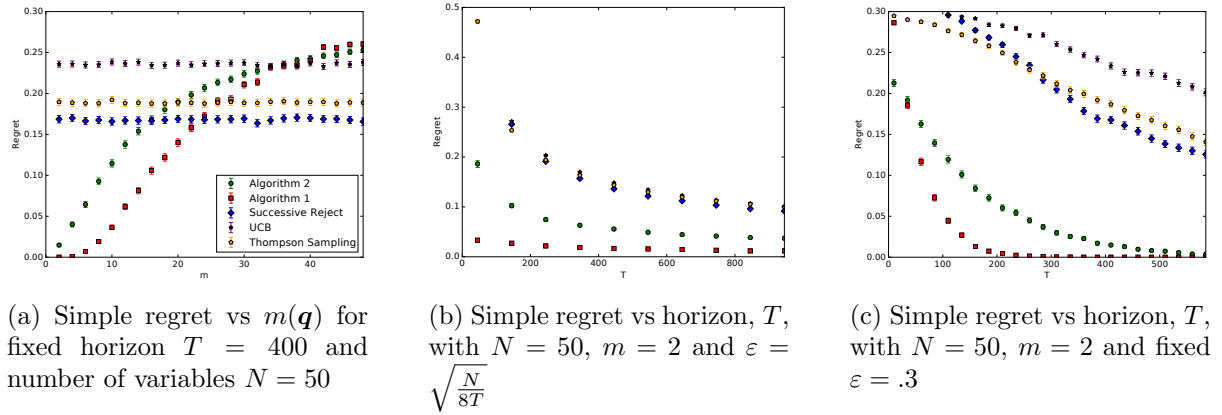 0.30
0.25
0.20
0.15
0.10
0.05
0.00
Regret
0 10 20 30 40
m
Algorithm 2
Algorithm 1
Successive Reject
UCB
Thompson Sampling
0.5
0.4
0.3
0.2
0.1
0.0
Regret
0 200 400 600 800
T
0.30
0.25
0.20
0.15
0.10
0.05
0.00
Regret
0 100 200 300 400 500
T
(a) Simple regret vs m(q) for
fixed horizon T = 400 and
number of variables N = 50
(b) Simple regret vs horizon, T,
with N = 50, m = 2 and ε =
√(N/8T)
(c) Simple regret vs horizon, T,
with N = 50, m = 2 and fixed
ε = .3